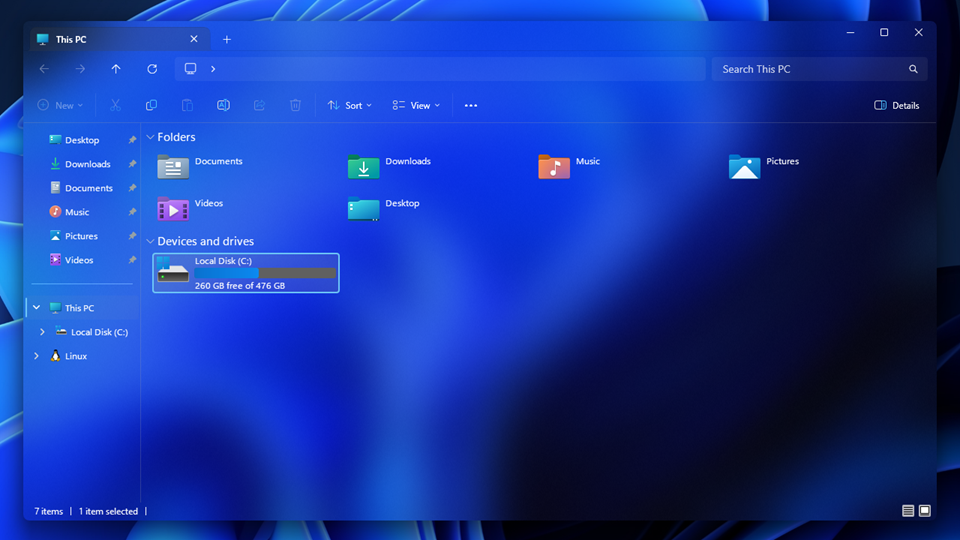 This PC
Search This PC
New
Sort
View
Details
Desktop
Downloads
Documents
Music
Pictures
Videos
This PC
Local Disk (C:)
Linux
Folders
Documents
Downloads
Music
Pictures
Videos
Desktop
Devices and drives
Local Disk (C:)
260 GB free of 476 GB
7 items
1 item selected